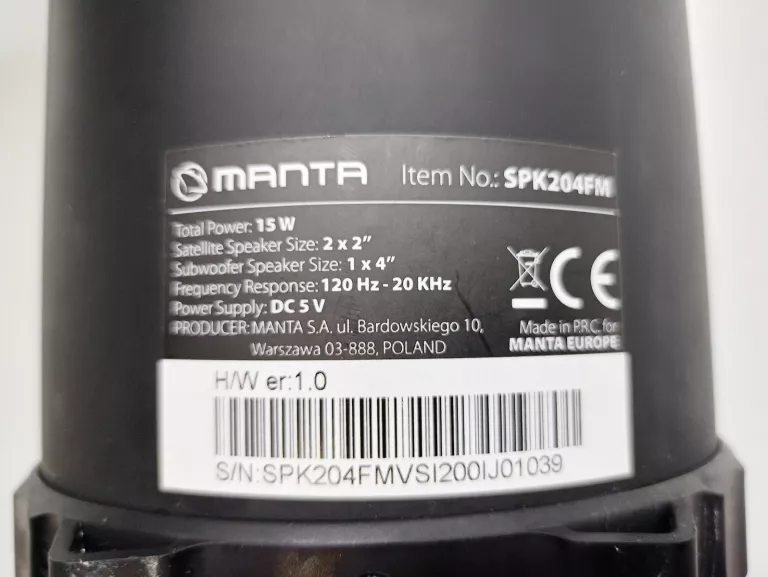 MANTA Item No.: SPK204FM
Total Power: 15 W
Satellite Speaker Size: 2 x 2”
Subwoofer Speaker Size: 1 x 4”
Frequency Response: 120 Hz - 20 KHz
Power Supply: DC 5 V
PRODUCER: MANTA S.A. ul. Bardowskiego 10,
Warszawa 03-888, POLAND
CE
Made in P.R.C. for
MANTA EUROPE
H/W er:1.0
S/N:SPK204FMVSI200IJ01039